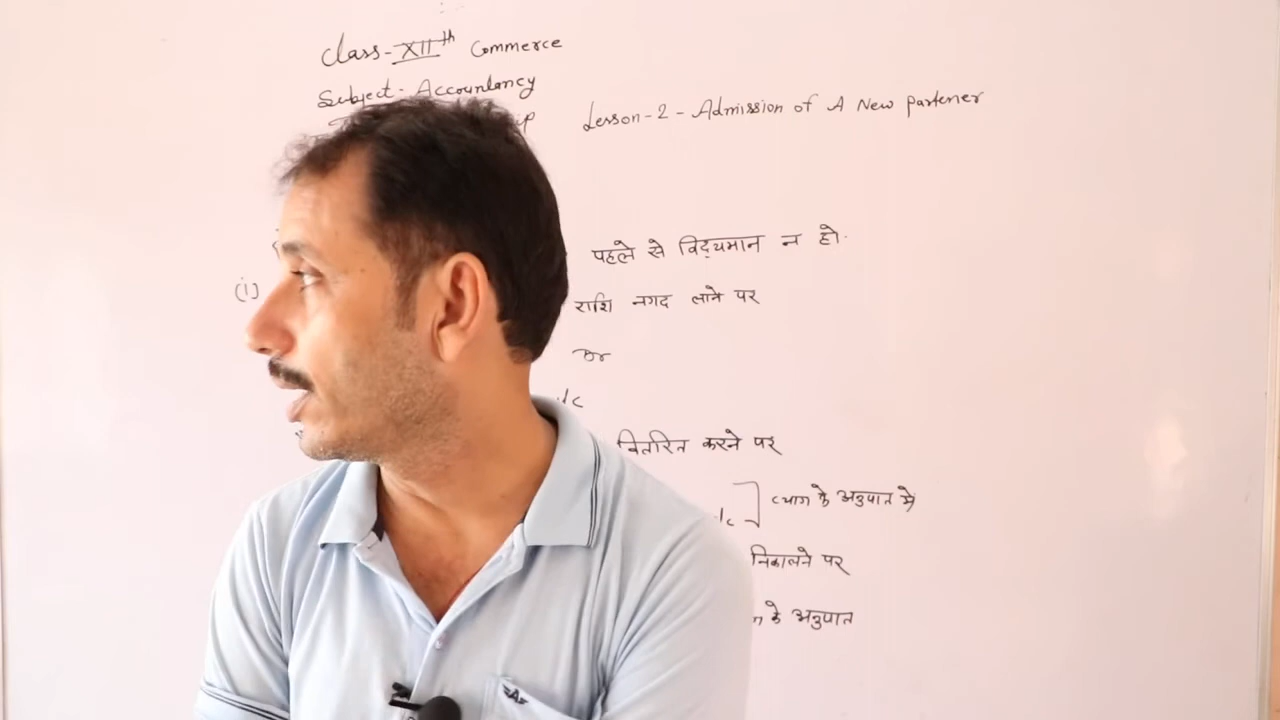 Class-XIIth Commerce
Subject- Accountancy
Lesson-2 - Admission of A New Partener
पहले से विद्यमान न हो.
(i)
राशि नगद लाने पर
Dr
वितरित करने पर
त्याग के अनुपात में
निकालने पर
के अनुपात
A